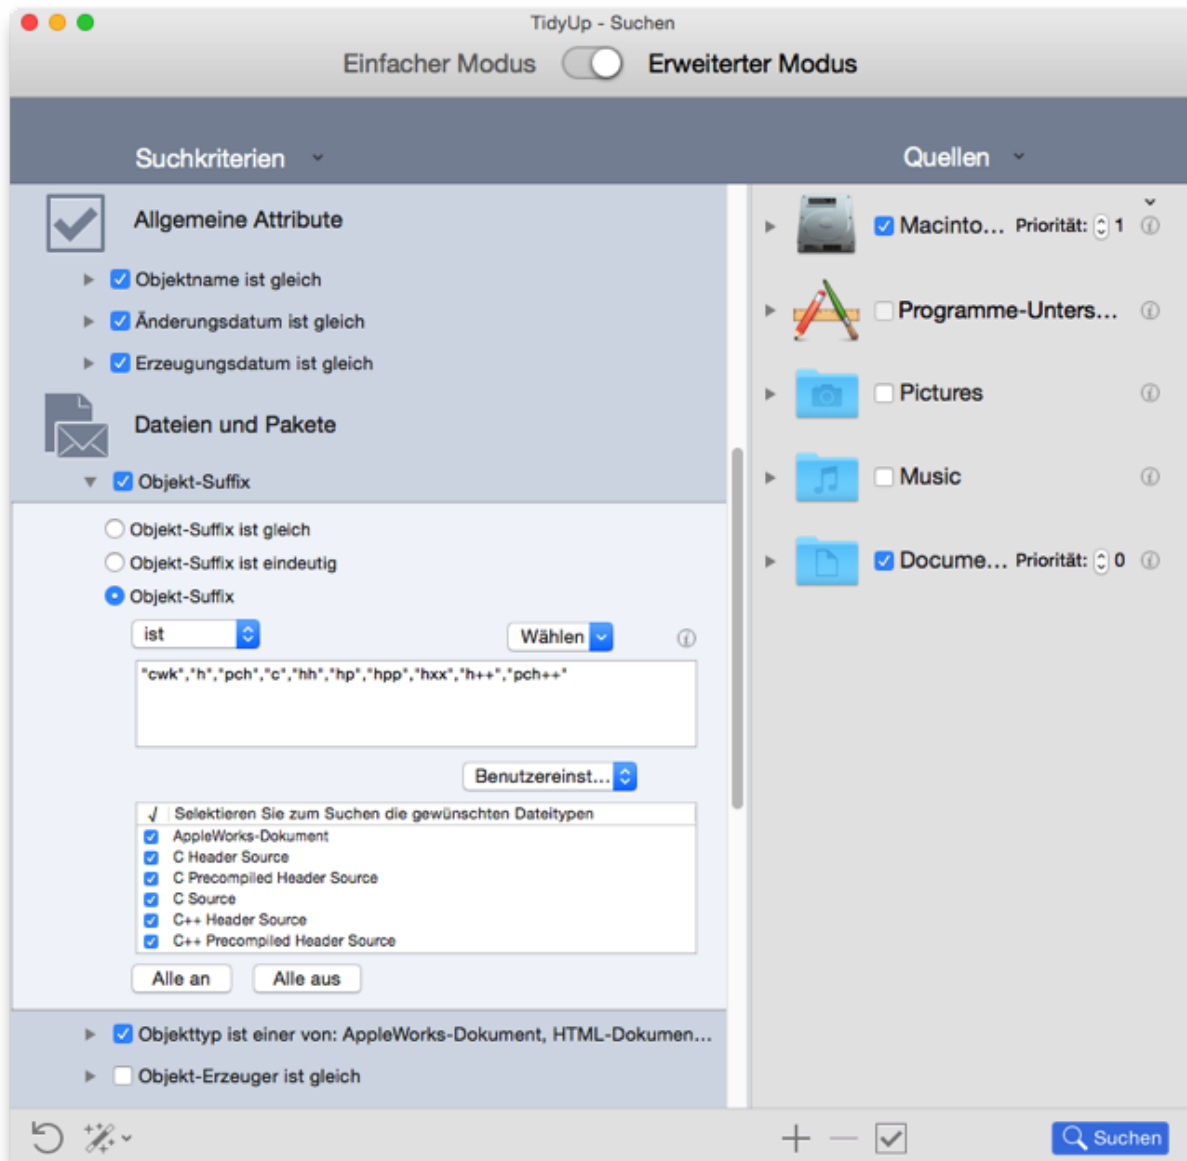 TidyUp - Suchen
Einfacher Modus Erweiterter Modus
Suchkriterien
Quellen
Allgemeine Attribute
Objektname ist gleich
Änderungsdatum ist gleich
Erzeugungsdatum ist gleich
Dateien und Pakete
Objekt-Suffix
Objekt-Suffix ist gleich
Objekt-Suffix ist eindeutig
Objekt-Suffix
ist Wählen
"cwk","h","pch","c","hh","hp","hpp","hxx","h++","pch++"
Benutzereinst...
√ Selektieren Sie zum Suchen die gewünschten Dateitypen
AppleWorks-Dokument
C Header Source
C Precompiled Header Source
C Source
C++ Header Source
C++ Precompiled Header Source
Alle an Alle aus
Objekttyp ist einer von: AppleWorks-Dokument, HTML-Dokumen...
Objekt-Erzeuger ist gleich
Macinto... Priorität: 1
Programme-Unters...
Pictures
Music
Docume... Priorität: 0
Suchen